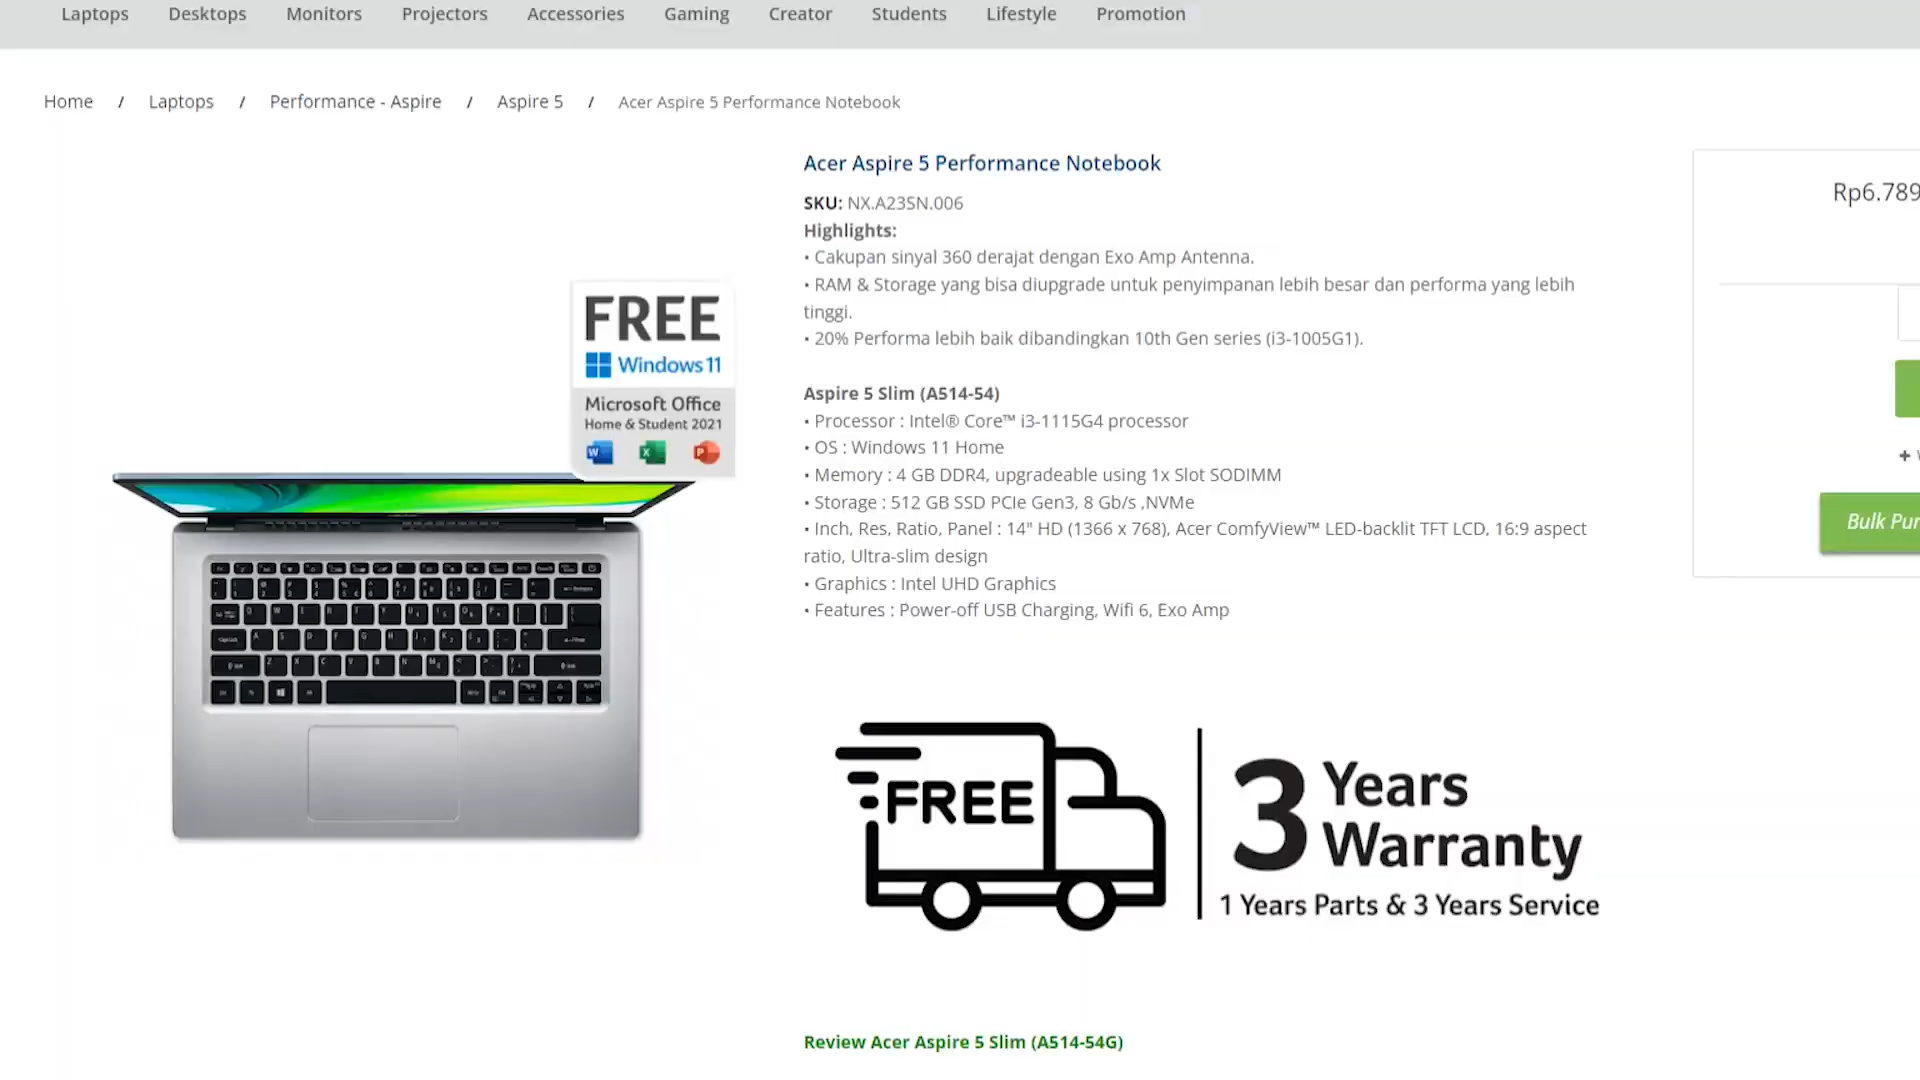 Laptops Desktops Monitors Projectors Accessories Gaming Creator Students Lifestyle Promotion
Home / Laptops / Performance - Aspire / Aspire 5 / Acer Aspire 5 Performance Notebook
Acer Aspire 5 Performance Notebook
SKU: NX.A23SN.006
Highlights:
• Cakupan sinyal 360 derajat dengan Exo Amp Antenna.
• RAM & Storage yang bisa diupgrade untuk penyimpanan lebih besar dan performa yang lebih
tinggi.
• 20% Performa lebih baik dibandingkan 10th Gen series (i3-1005G1).
Aspire 5 Slim (A514-54)
• Processor : Intel® Core™ i3-1115G4 processor
• OS : Windows 11 Home
• Memory : 4 GB DDR4, upgradeable using 1x Slot SODIMM
• Storage : 512 GB SSD PCIe Gen3, 8 Gb/s ,NVMe
• Inch, Res, Ratio, Panel : 14" HD (1366 x 768), Acer ComfyView™ LED-backlit TFT LCD, 16:9 aspect
ratio, Ultra-slim design
• Graphics : Intel UHD Graphics
• Features : Power-off USB Charging, Wifi 6, Exo Amp
FREE
Windows 11
Microsoft Office
Home & Student 2021
W X P
FREE
3 Years
Warranty
1 Years Parts & 3 Years Service
Review Acer Aspire 5 Slim (A514-54G)
Rp6.789
Bulk Pur